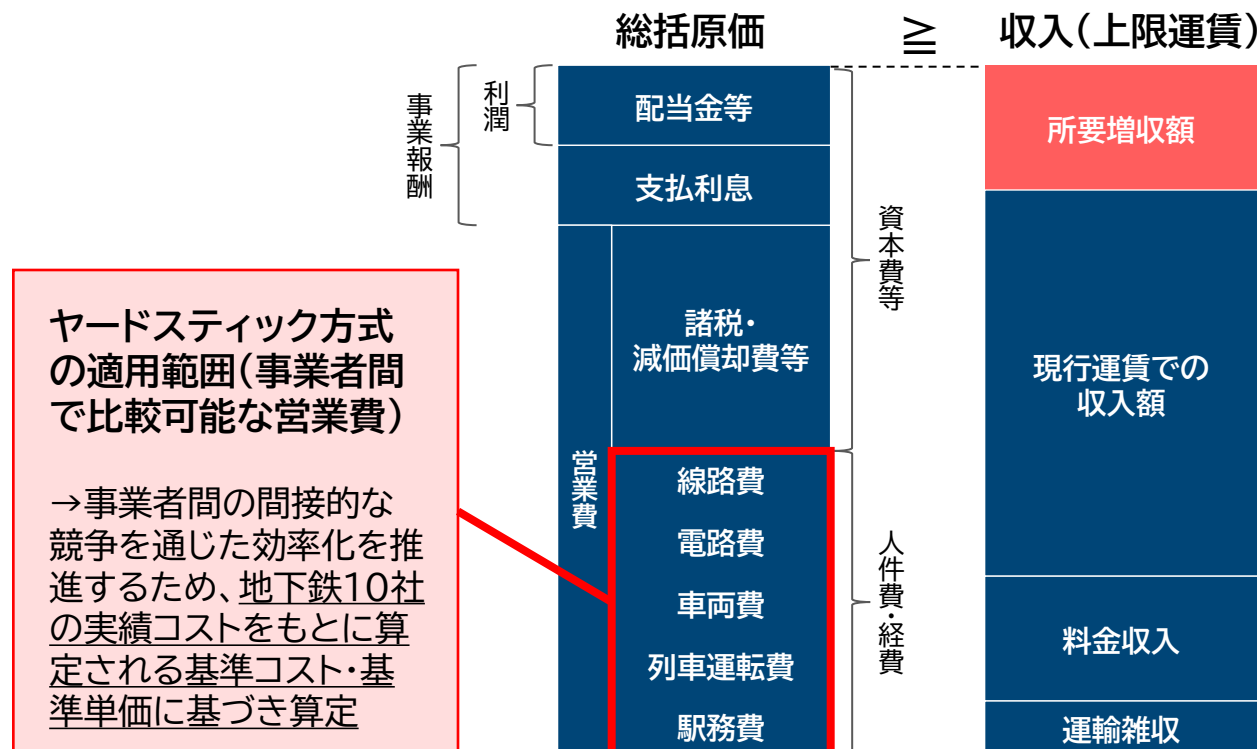 総括原価
≧
収入(上限運賃)
事業報酬
利潤
配当金等
支払利息
営業費
諸税・
減価償却費等
線路費
電路費
車両費
列車運転費
駅務費
資本費等
人件費・経費
所要増収額
現行運賃での
収入額
料金収入
運輸雑収
ヤードスティック方式
の適用範囲(事業者間
で比較可能な営業費)
→事業者間の間接的な
競争を通じた効率化を推
進するため、地下鉄10社
の実績コストをもとに算
定される基準コスト・基
準単価に基づき算定